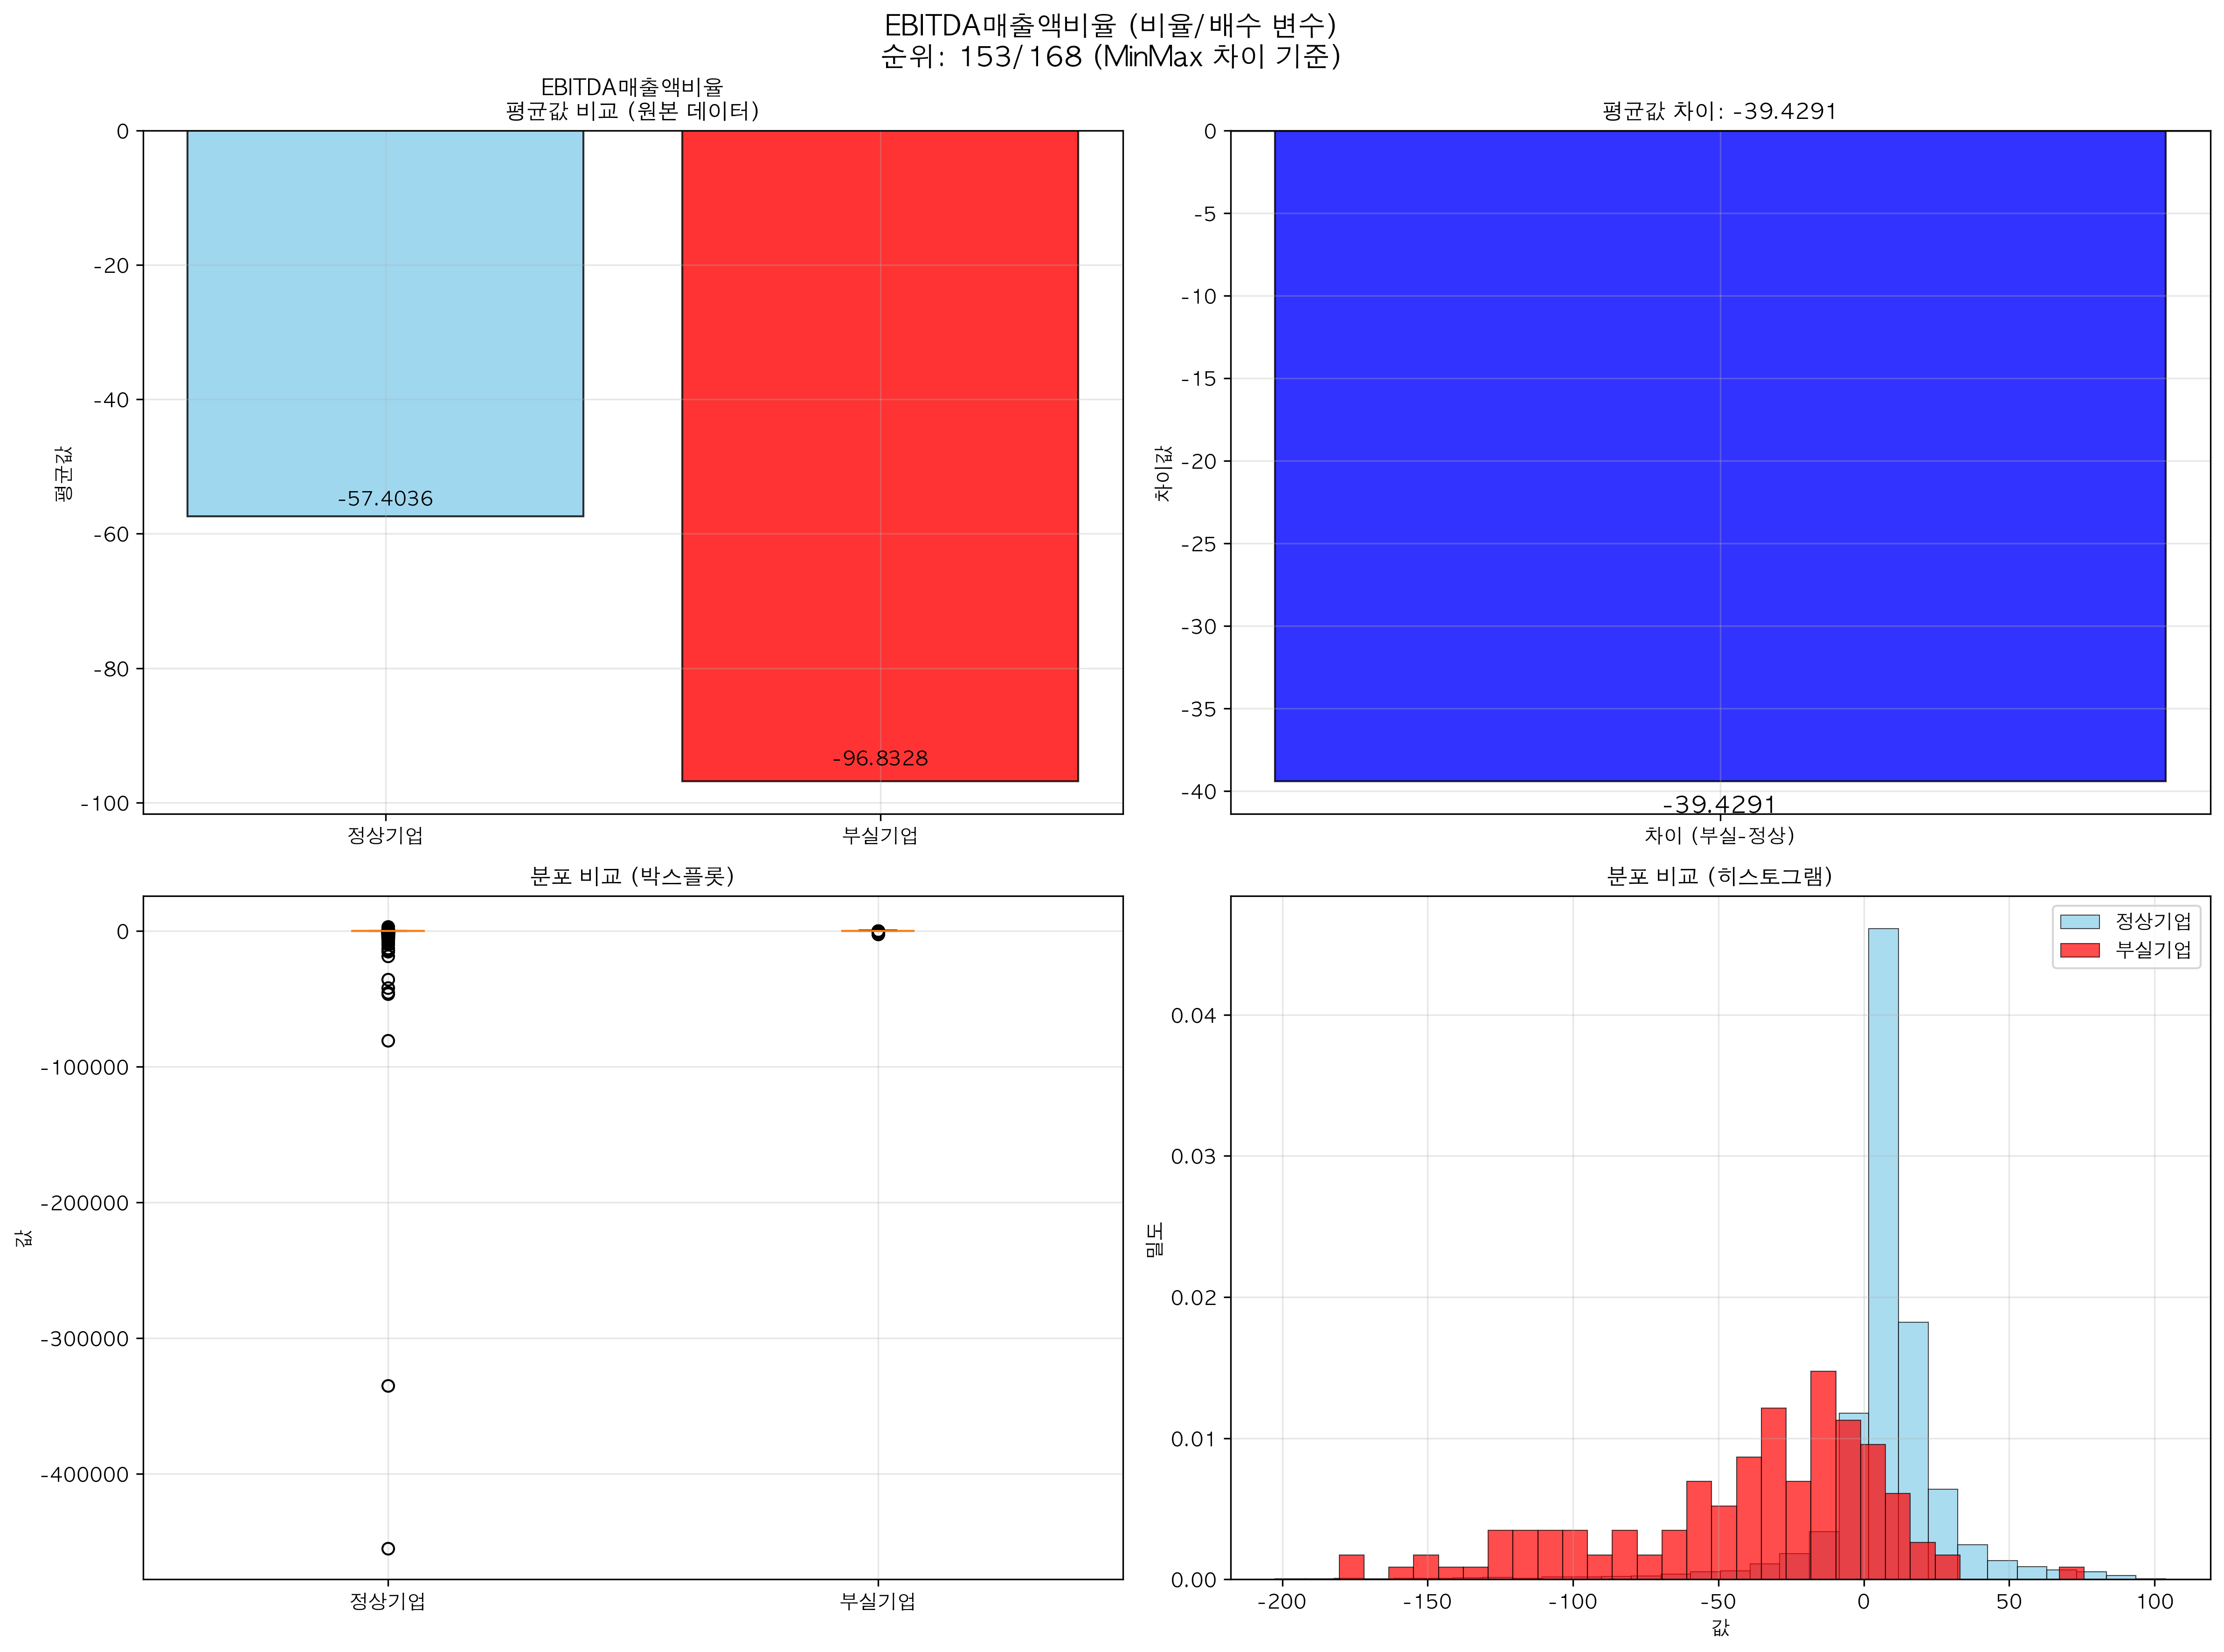 EBITDA매출액비율 (비율/배수 변수)
순위: 153/168 (MinMax 차이 기준)
EBITDA매출액비율
평균값 비교 (원본 데이터)
0
-20
-40
-60
-80
-100
평균값
-57.4036
-96.8328
정상기업
부실기업
평균값 차이: -39.4291
0
-5
-10
-15
-20
-25
-30
-35
-40
차이값
-39.4291
차이 (부실-정상)
분포 비교 (박스플롯)
0
-100000
-200000
-300000
-400000
값
정상기업
부실기업
분포 비교 (히스토그램)
정상기업
부실기업
0.04
0.03
0.02
0.01
0.00
밀도
-200
-150
-100
-50
0
50
100
값